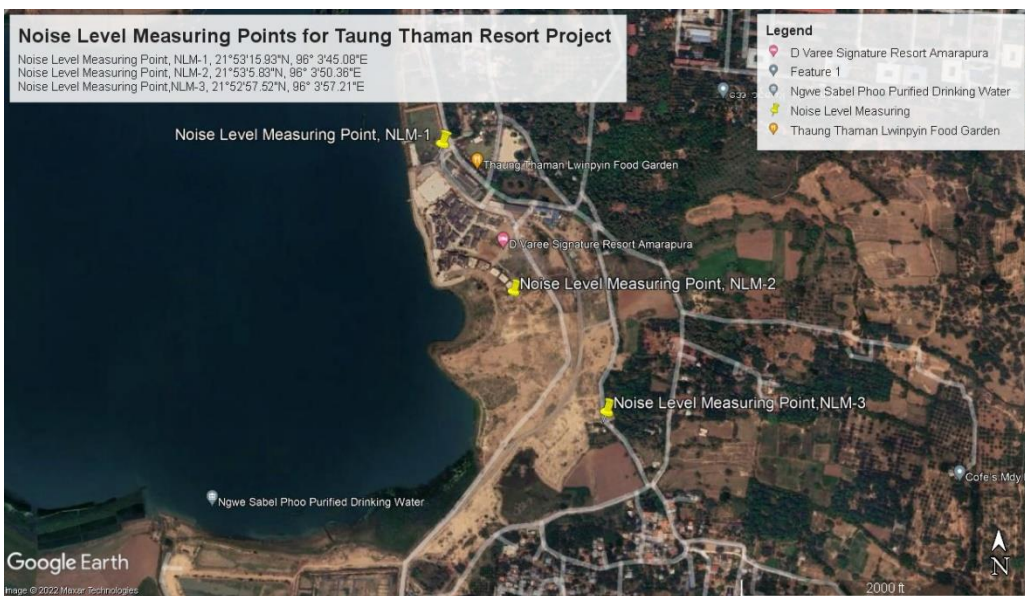 Noise Level Measuring Points for Taung Thaman Resort Project
Noise Level Measuring Point, NLM-1, 21°53'15.93"N, 96° 3'45.08"E
Noise Level Measuring Point, NLM-2, 21°53'5.83"N, 96° 3'50.36"E
Noise Level Measuring Point,NLM-3, 21°52'57.52"N, 96° 3'57.21"E
Legend
D Varee Signature Resort Amarapura
Feature 1
Ngwe Sabel Phoo Purified Drinking Water
Noise Level Measuring
Thaung Thaman Lwinpyin Food Garden
Noise Level Measuring Point, NLM-1
Thaung Thaman Lwinpyin Food Garden
D Varee Signature Resort Amarapura
Noise Level Measuring Point, NLM-2
Noise Level Measuring Point,NLM-3
Cofe's Mdy
Ngwe Sabel Phoo Purified Drinking Water
Google Earth
N
Image © 2022 Maxar Technologies
2000 ft